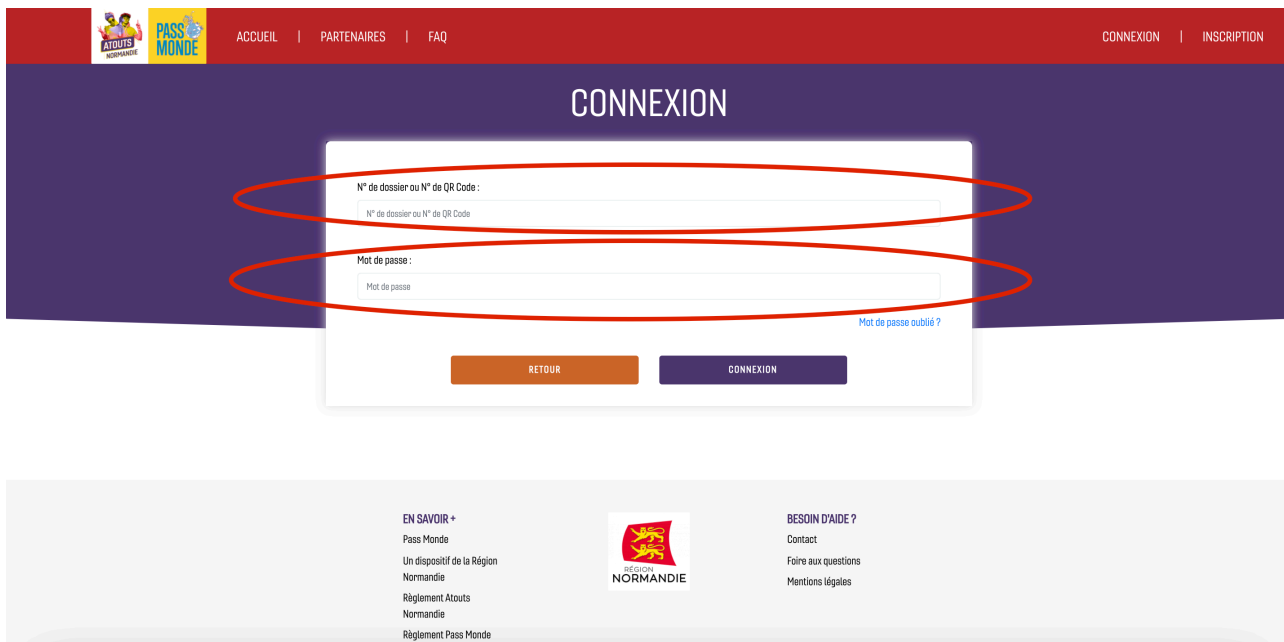 ATOUTS
NORMANDIE
PASS
MONDE
ACCUEIL | PARTENAIRES | FAQ
CONNEXION | INSCRIPTION
CONNEXION
N° de dossier ou N° de QR Code :
N° de dossier ou N° de QR Code
Mot de passe :
Mot de passe
Mot de passe oublié ?
RETOUR
CONNEXION
EN SAVOIR +
Pass Monde
Un dispositif de la Région
Normandie
Règlement Atouts
Normandie
Règlement Pass Monde
RÉGION
NORMANDIE
BESOIN D'AIDE ?
Contact
Foire aux questions
Mentions légales